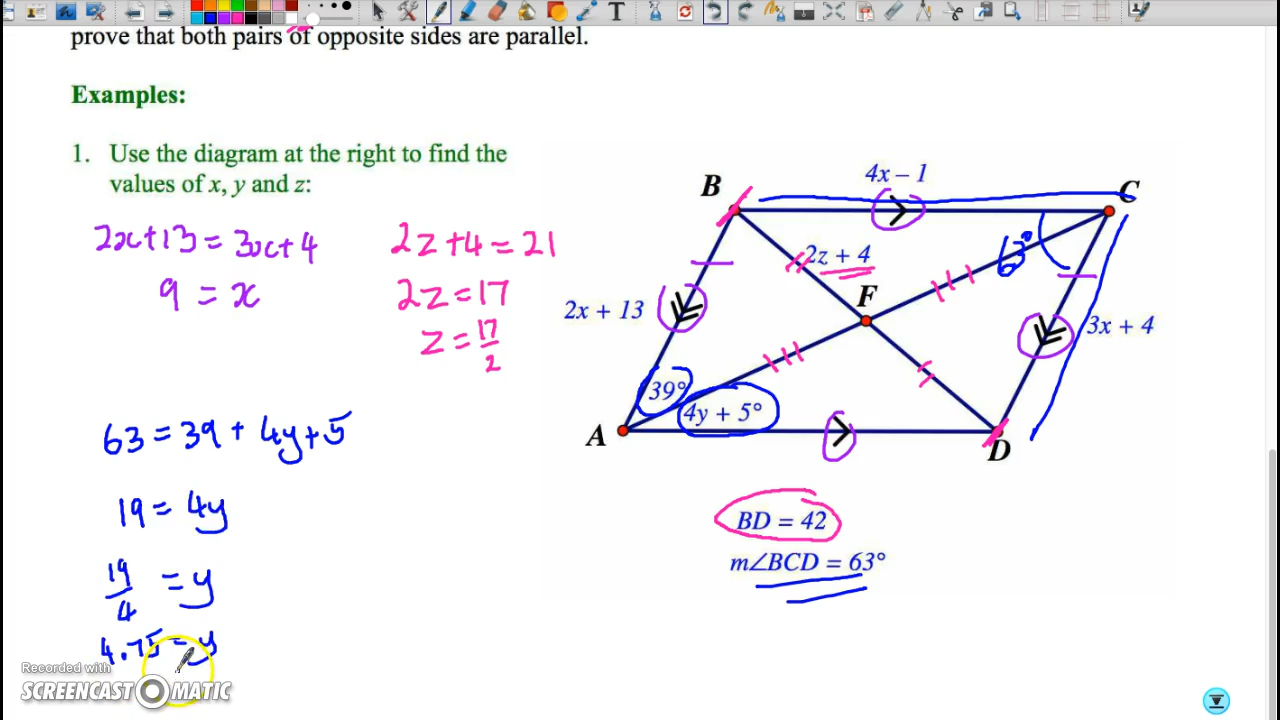 prove that both pairs of opposite sides are parallel.
Examples:
1. Use the diagram at the right to find the
values of x, y and z:
2x+13=3x+4
9 = x
2z+4=21
2z=17
z=17/2
63=39+4y+5
19=4y
19/4=y
4.75=y
B
4x – 1
C
2z + 4
63°
F
2x + 13
3x + 4
39°
4y + 5°
A
D
BD = 42
m∠BCD = 63°
Recorded with
SCREENCAST MATIC